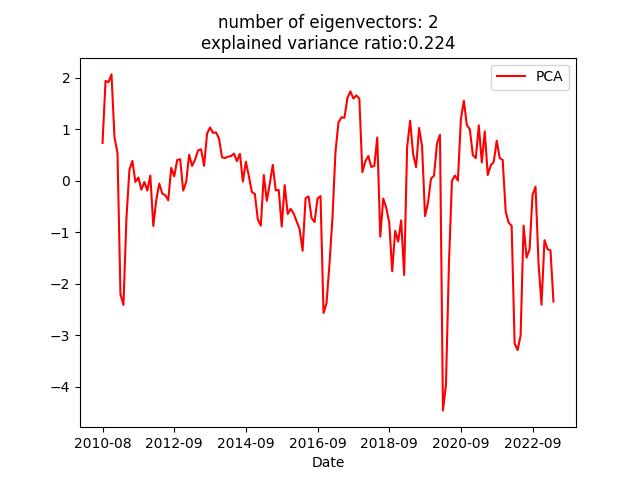 number of eigenvectors: 2
explained variance ratio:0.224
PCA
2
1
0
−1
−2
−3
−4
2010-08 2012-09 2014-09 2016-09 2018-09 2020-09 2022-09
Date